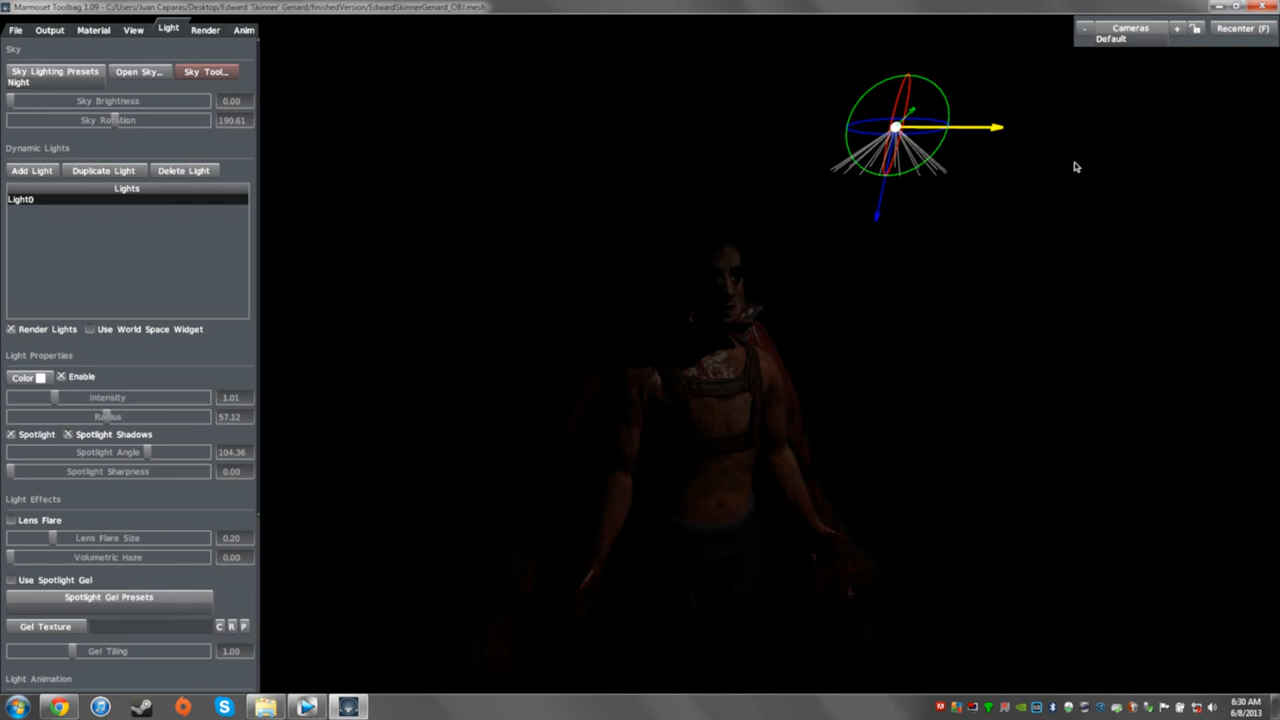 Marmoset Toolbag 1.09 - C:/Users/Juan Caparas/Desktop/Edward 'Skinner' Genard/finishedVersion/EdwardSkinnerGenard_OBJ.mesh
File Output Material View Light Render Anim
- Cameras + Recenter (F)
Default
Sky
Sky Lighting Presets Open Sky... Sky Tool...
Night
Sky Brightness 0.00
Sky Rotation 190.61
Dynamic Lights
Add Light Duplicate Light Delete Light
Lights
Light0
Render Lights Use World Space Widget
Light Properties
Color Enable
Intensity 1.01
Radius 57.12
Spotlight Spotlight Shadows
Spotlight Angle 104.36
Spotlight Sharpness 0.00
Light Effects
Lens Flare
Lens Flare Size 0.20
Volumetric Haze 0.00
Use Spotlight Gel
Spotlight Gel Presets
Gel Texture C R P
Gel Tiling 1.00
Light Animation
6:30 AM
6/8/2013